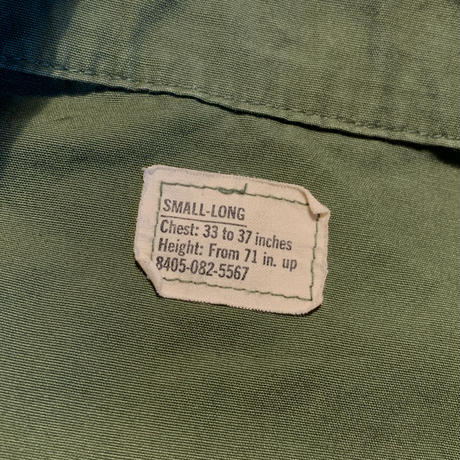 SMALL-LONG
Chest: 33 to 37 inches
Height: From 71 in. up
8405-082-5567